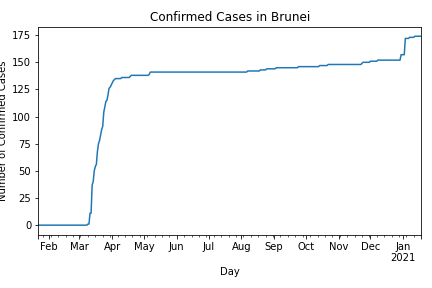 Confirmed Cases in Brunei
Number of Confirmed Cases
175
150
125
100
75
50
25
0
Feb Mar Apr May Jun Jul Aug Sep Oct Nov Dec Jan
2021
Day